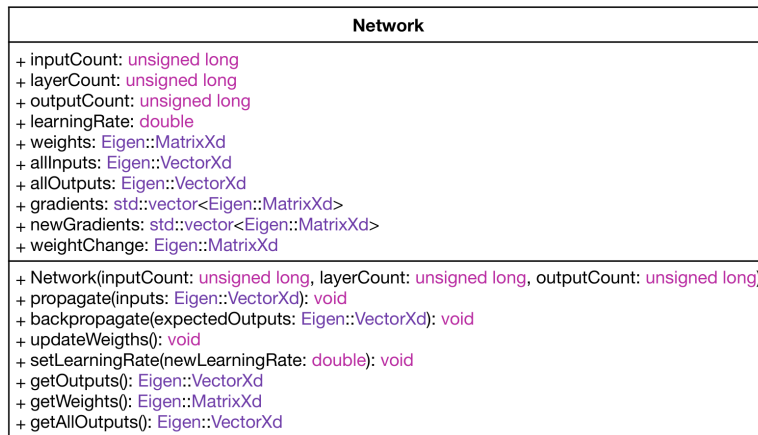 Network
+ inputCount: unsigned long
+ layerCount: unsigned long
+ outputCount: unsigned long
+ learningRate: double
+ weights: Eigen::MatrixXd
+ allInputs: Eigen::VectorXd
+ allOutputs: Eigen::VectorXd
+ gradients: std::vector<Eigen::MatrixXd>
+ newGradients: std::vector<Eigen::MatrixXd>
+ weightChange: Eigen::MatrixXd
+ Network(inputCount: unsigned long, layerCount: unsigned long, outputCount: unsigned long)
+ propagate(inputs: Eigen::VectorXd): void
+ backpropagate(expectedOutputs: Eigen::VectorXd): void
+ updateWeigths(): void
+ setLearningRate(newLearningRate: double): void
+ getOutputs(): Eigen::VectorXd
+ getWeights(): Eigen::MatrixXd
+ getAllOutputs(): Eigen::VectorXd